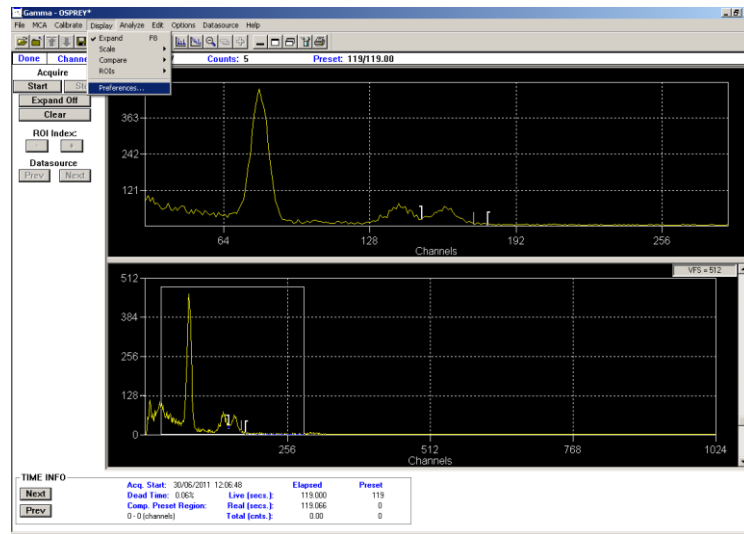 Gamma - OSPREY*
File MCA Calibrate Display Analyze Edit Options Datasource Help
Expand F8
Scale
Compare
ROIs
Preferences...
Done Counts: 5 Preset: 119/119.00
Acquire
Start
Expand Off
Clear
ROI Index:
- +
Datasource
Prev Next
363
242
121
64 128 192 256
Channels
VFS = 512
512
384
256
128
0
256 512 768 1024
Channels
TIME INFO
Next
Prev
Acq. Start: 30/06/2011 12:06:48 Elapsed Preset
Dead Time: 0.06% Live (secs.): 119.000 119
Comp. Preset Region: Real (secs.): 119.066 0
0 - 0 (channels) Total (cnts.): 0.00 0